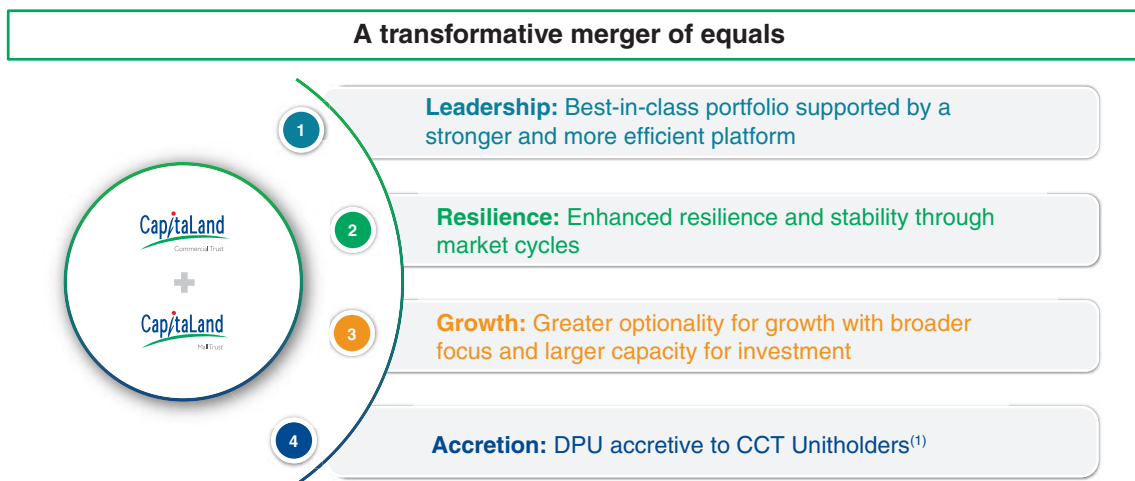 A transformative merger of equals
1
Leadership: Best-in-class portfolio supported by a
stronger and more efficient platform
CapitaLand
Commercial Trust
2
Resilience: Enhanced resilience and stability through
market cycles
+
CapitaLand
Mall Trust
3
Growth: Greater optionality for growth with broader
focus and larger capacity for investment
4
Accretion: DPU accretive to CCT Unitholders(1)